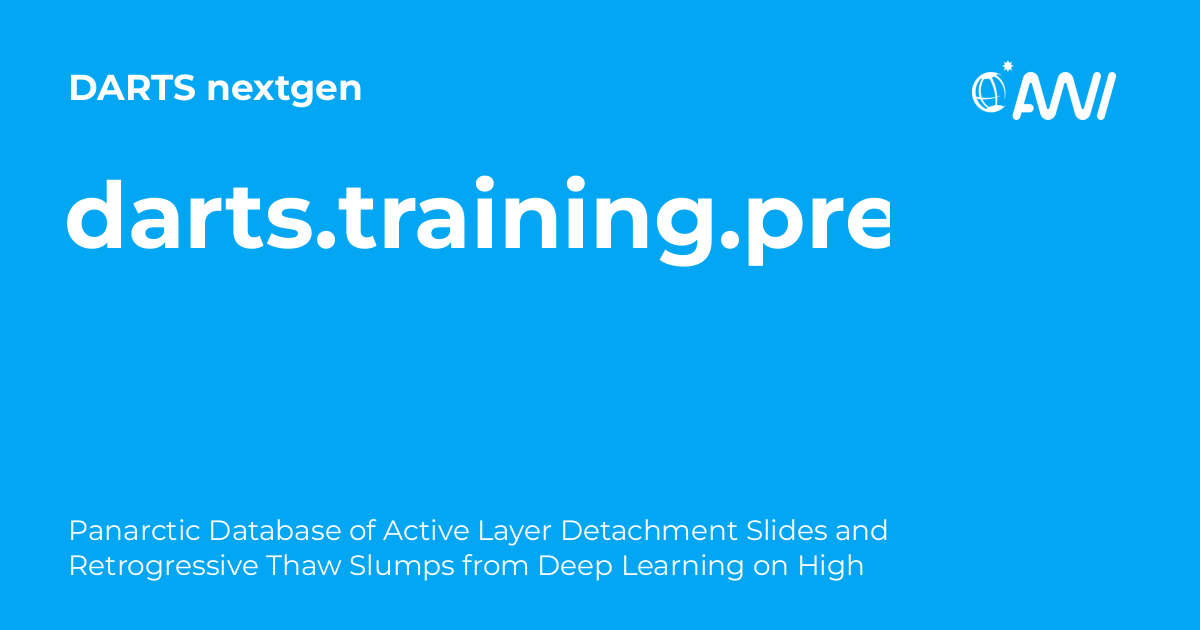 DARTS nextgen
AWI
darts.training.pre
Panarctic Database of Active Layer Detachment Slides and
Retrogressive Thaw Slumps from Deep Learning on High